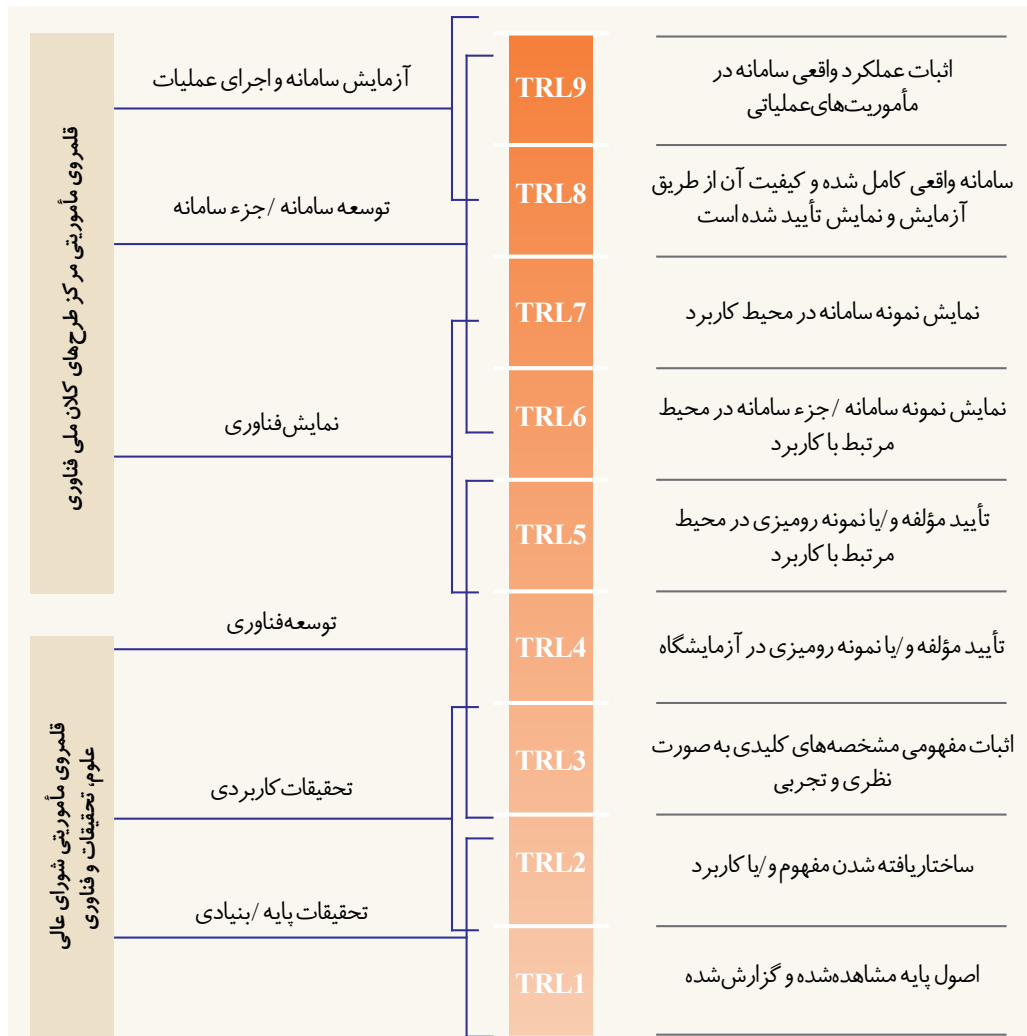 قلمروی مأموریتی مرکز طرح‌های کلان ملی فناوری
قلمروی مأموریتی شورای عالی
علوم، تحقیقات و فناوری
آزمایش سامانه و اجرای عملیات
توسعه سامانه / جزء سامانه
نمایش فناوری
توسعه فناوری
تحقیقات کاربردی
تحقیقات پایه / بنیادی
TRL9
اثبات عملکرد واقعی سامانه در
مأموریت‌های عملیاتی
TRL8
سامانه واقعی کامل شده و کیفیت آن از طریق
آزمایش و نمایش تأیید شده است
TRL7
نمایش نمونه سامانه در محیط کاربرد
TRL6
نمایش نمونه سامانه / جزء سامانه در محیط
مرتبط با کاربرد
TRL5
تأیید مؤلفه و/یا نمونه رومیزی در محیط
مرتبط با کاربرد
TRL4
تأیید مؤلفه و/یا نمونه رومیزی در آزمایشگاه
TRL3
اثبات مفهومی مشخصه‌های کلیدی به صورت
نظری و تجربی
TRL2
ساختاریافته شدن مفهوم و/یا کاربرد
TRL1
اصول پایه مشاهده‌شده و گزارش‌شده